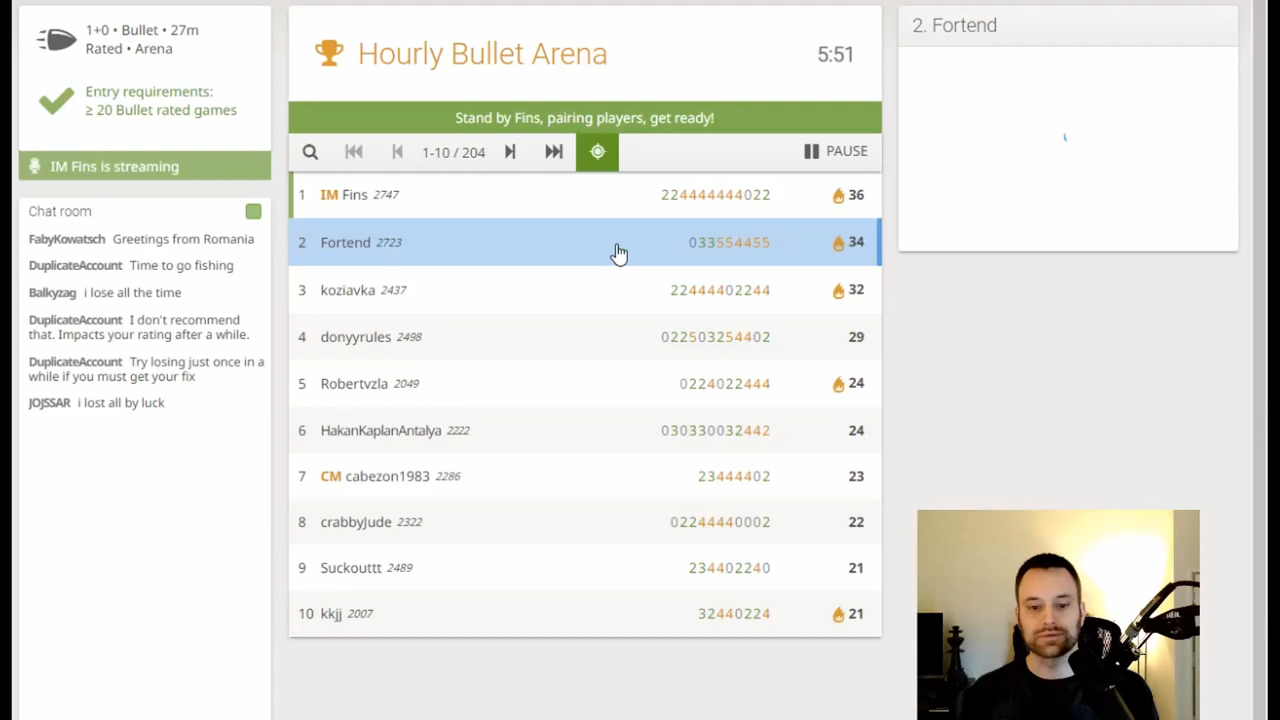 1+0 • Bullet • 27m
Rated • Arena
Entry requirements:
≥ 20 Bullet rated games
IM Fins is streaming
Chat room
FabyKowatsch Greetings from Romania
DuplicateAccount Time to go fishing
Balkyzag i lose all the time
DuplicateAccount I don't recommend
that. Impacts your rating after a while.
DuplicateAccount Try losing just once in a
while if you must get your fix
JOJSSAR i lost all by luck
Hourly Bullet Arena 5:51
Stand by Fins, pairing players, get ready!
1-10 / 204 PAUSE
1 IM Fins 2747 224444444022 36
2 Fortend 2723 033554455 34
3 koziavka 2437 22444402244 32
4 donyyrules 2498 022503254402 29
5 Robertvzla 2049 0224022444 24
6 HakanKaplanAntalya 2222 030330032442 24
7 CM cabezon1983 2286 23444402 23
8 crabbyJude 2322 02244440002 22
9 Suckouttt 2489 234402240 21
10 kkjj 2007 32440224 21
2. Fortend